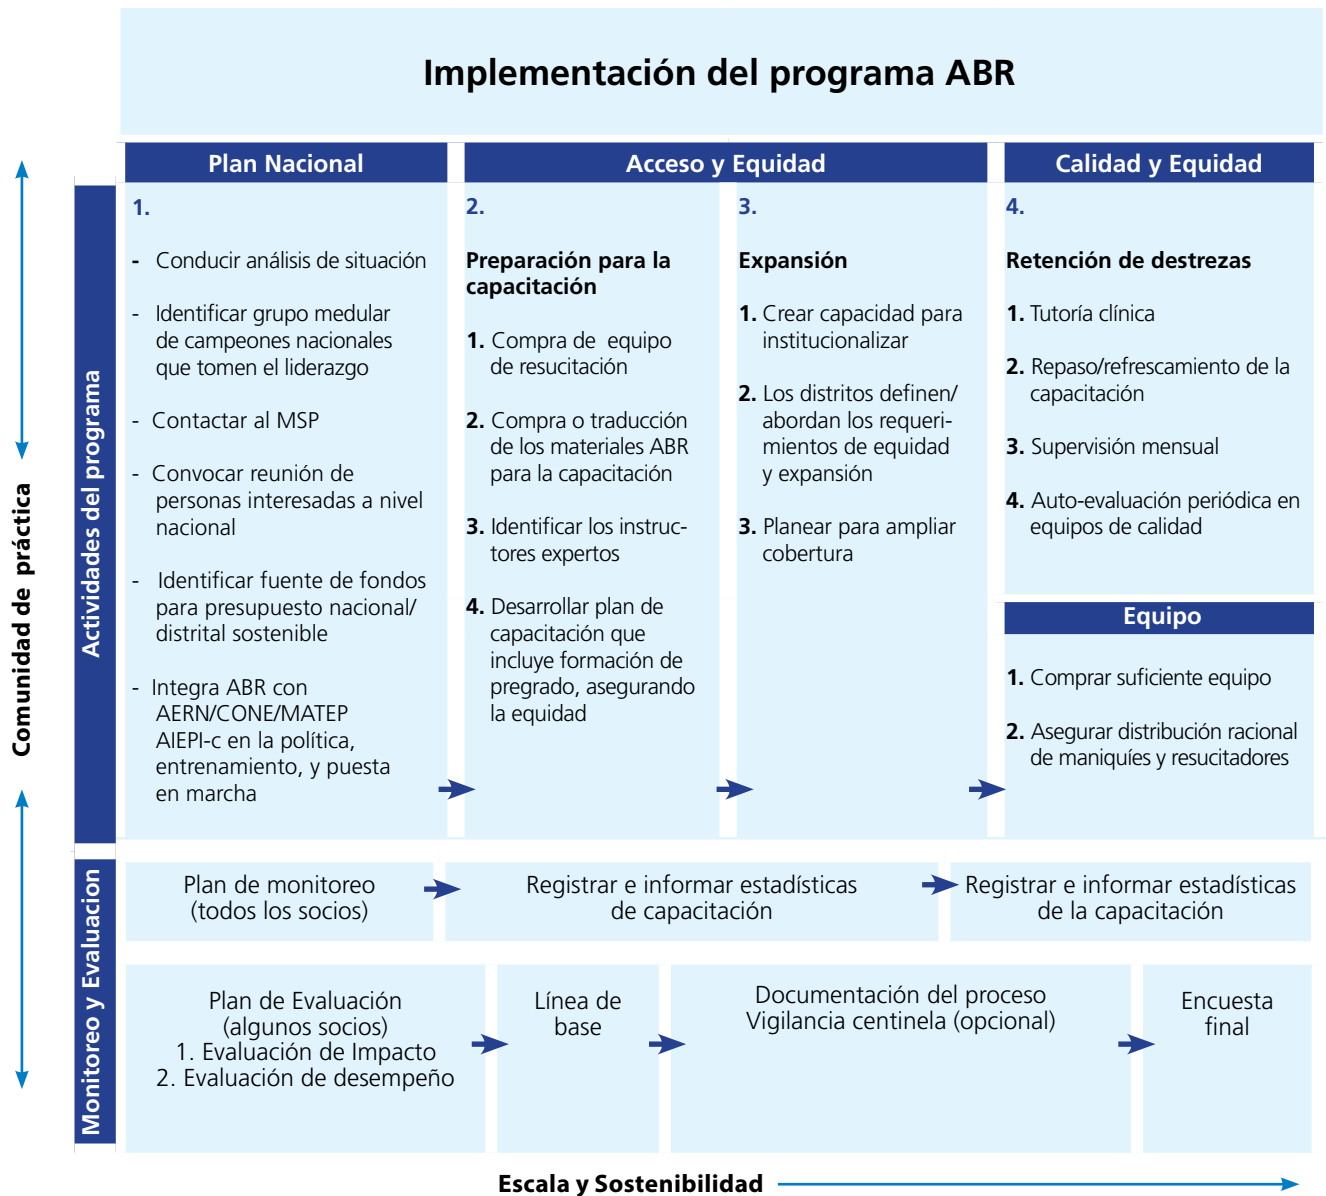 Implementación del programa ABR
Comunidad de práctica
Actividades del programa
Plan Nacional
1.
- Conducir análisis de situación
- Identificar grupo medular
de campeones nacionales
que tomen el liderazgo
- Contactar al MSP
- Convocar reunión de
personas interesadas a nivel
nacional
- Identificar fuente de fondos
para presupuesto nacional/
distrital sostenible
- Integra ABR con
AERN/CONE/MATEP
AIEPI-c en la política,
entrenamiento, y puesta
en marcha
Acceso y Equidad
2.
Preparación para la
capacitación
1. Compra de equipo
de resucitación
2. Compra o traducción
de los materiales ABR
para la capacitación
3. Identificar los instruc-
tores expertos
4. Desarrollar plan de
capacitación que
incluye formación de
pregrado, asegurando
la equidad
3.
Expansión
1. Crear capacidad para
institucionalizar
2. Los distritos definen/
abordan los requeri-
mientos de equidad
y expansión
3. Planear para ampliar
cobertura
Calidad y Equidad
4.
Retención de destrezas
1. Tutoría clínica
2. Repaso/refrescamiento de la
capacitación
3. Supervisión mensual
4. Auto-evaluación periódica en
equipos de calidad
Equipo
1. Comprar suficiente equipo
2. Asegurar distribución racional
de maniquíes y resucitadores
Monitoreo y Evaluacion
Plan de monitoreo
(todos los socios)
Registrar e informar estadísticas
de capacitación
Registrar e informar estadísticas
de la capacitación
Plan de Evaluación
(algunos socios)
1. Evaluación de Impacto
2. Evaluación de desempeño
Línea de
base
Documentación del proceso
Vigilancia centinela (opcional)
Encuesta
final
Escala y Sostenibilidad